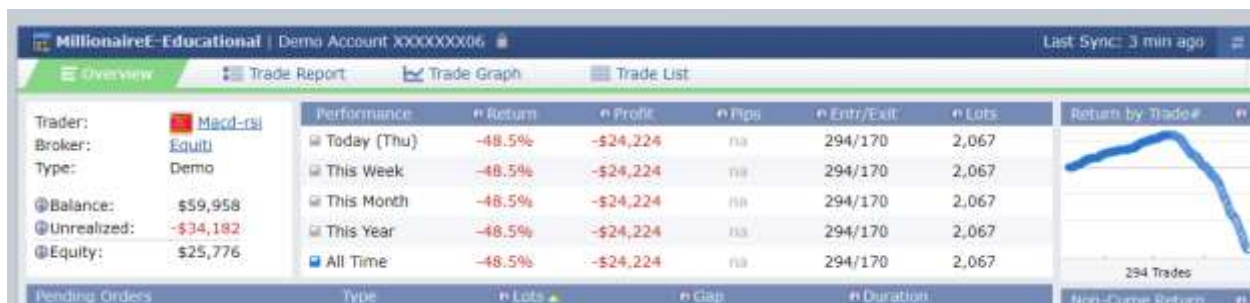 MillionaireE-Educational | Demo Account XXXXXXX06 Last Sync: 3 min ago
Overview Trade Report Trade Graph Trade List
Trader: Macd-rsi
Broker: Equiti
Type: Demo
Balance: $59,958
Unrealized: -$34,182
Equity: $25,776
Performance Return Profit Pips Entr/Exit Lots
Today (Thu) -48.5% -$24,224 na 294/170 2,067
This Week -48.5% -$24,224 na 294/170 2,067
This Month -48.5% -$24,224 na 294/170 2,067
This Year -48.5% -$24,224 na 294/170 2,067
All Time -48.5% -$24,224 na 294/170 2,067
Return by Trade#
294 Trades
Pending Orders Type Lots Gap Duration